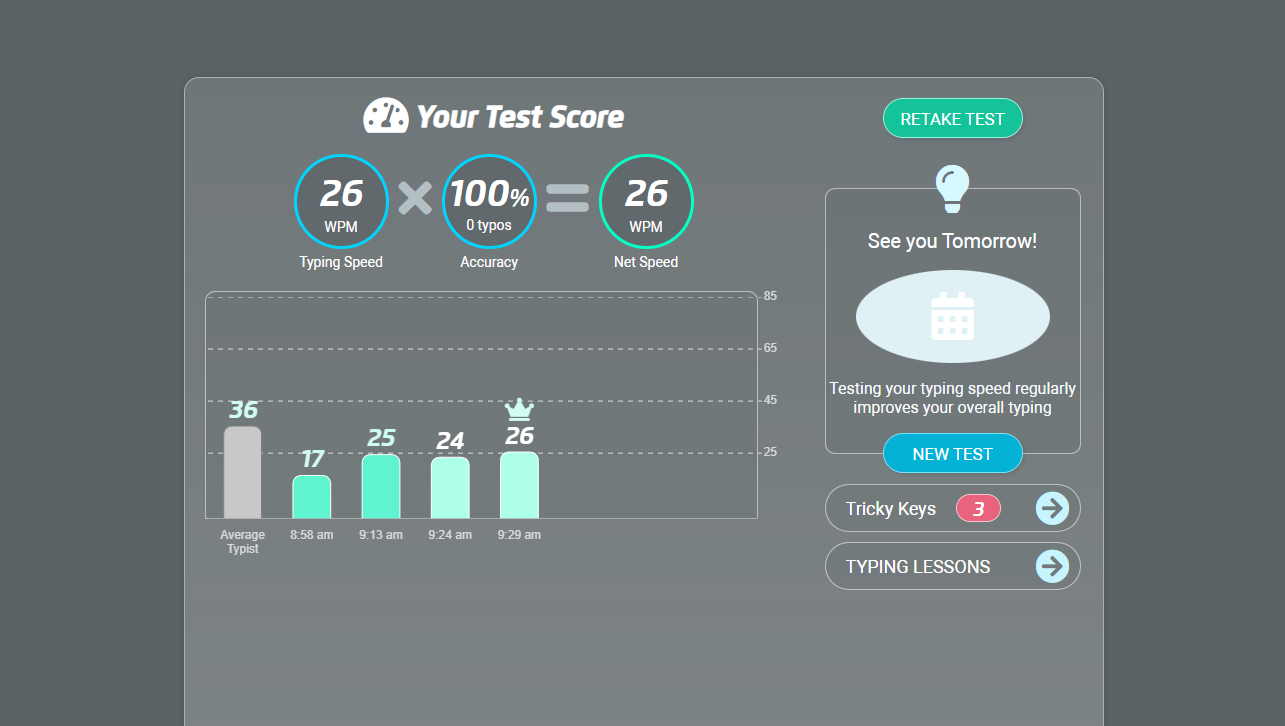 Your Test Score
RETAKE TEST
26
WPM
Typing Speed
100%
0 typos
Accuracy
26
WPM
Net Speed
See you Tomorrow!
Testing your typing speed regularly
improves your overall typing
NEW TEST
Tricky Keys 3
TYPING LESSONS
85
65
45
25
36
17
25
24
26
Average
Typist
8:58 am
9:13 am
9:24 am
9:29 am